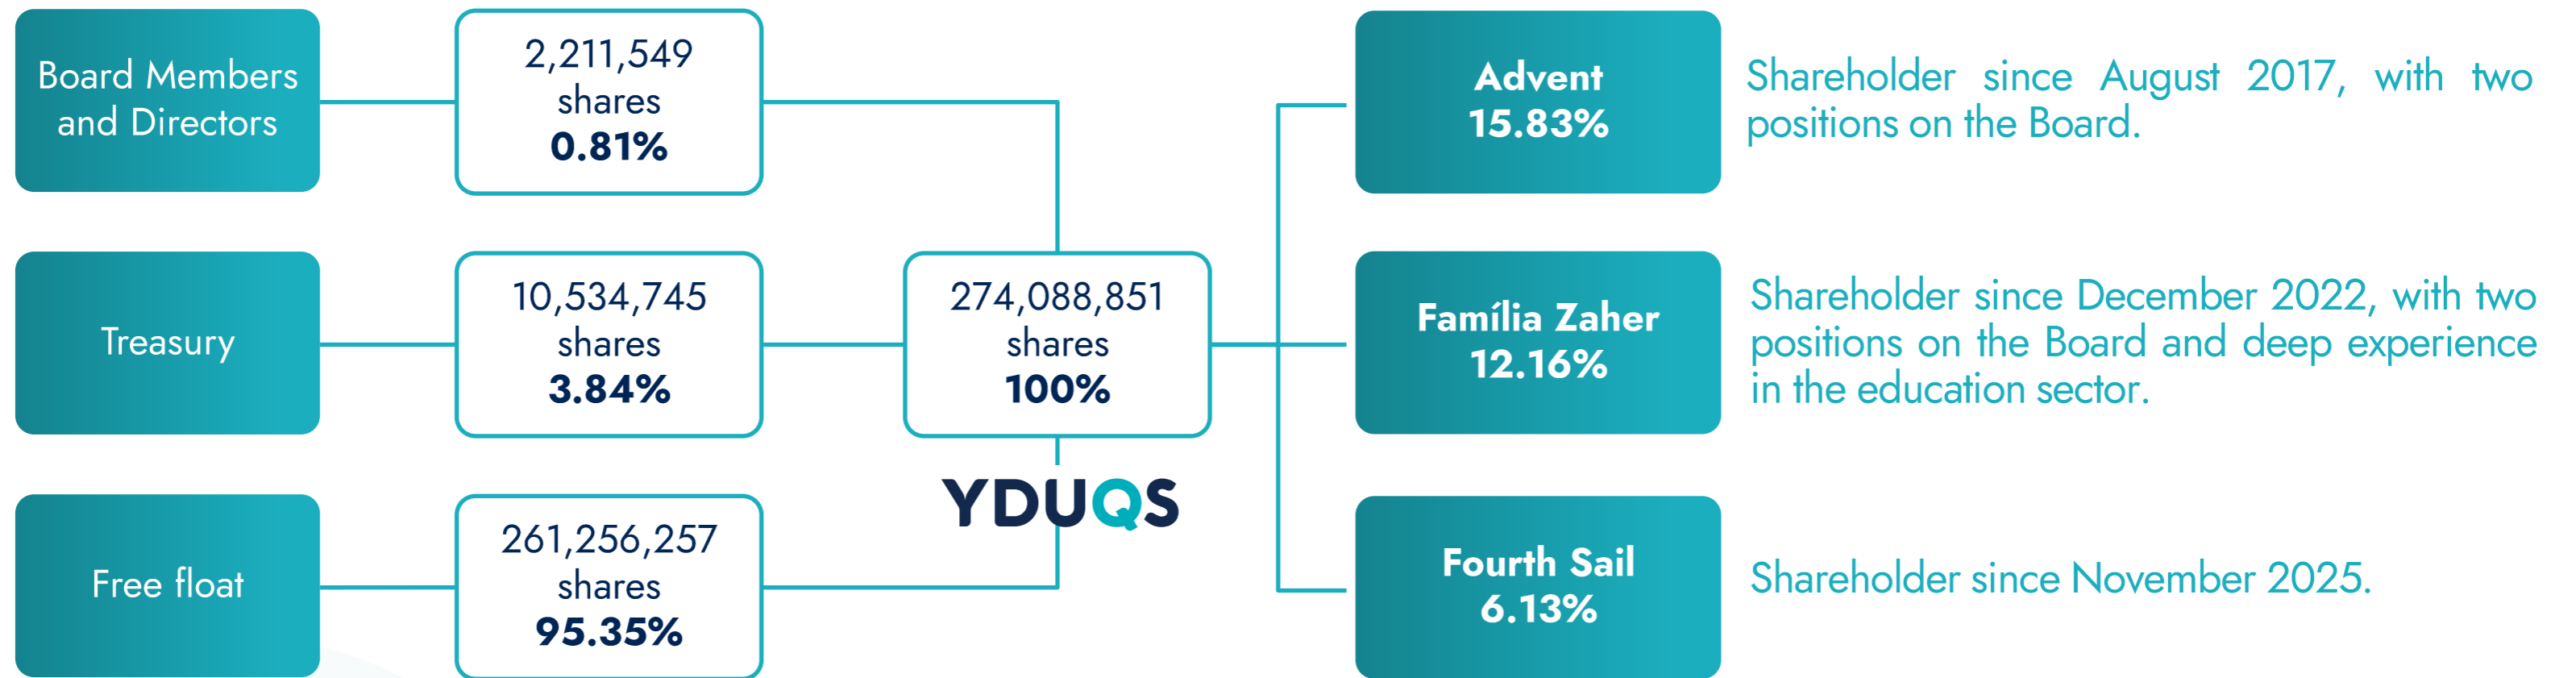 Board Members
and Directors
2,211,549
shares
0.81%
Treasury
10,534,745
shares
3.84%
Free float
261,256,257
shares
95.35%
274,088,851
shares
100%
YDUQS
Advent
15.83%
Shareholder since August 2017, with two
positions on the Board.
Família Zaher
12.16%
Shareholder since December 2022, with two
positions on the Board and deep experience
in the education sector.
Fourth Sail
6.13%
Shareholder since November 2025.